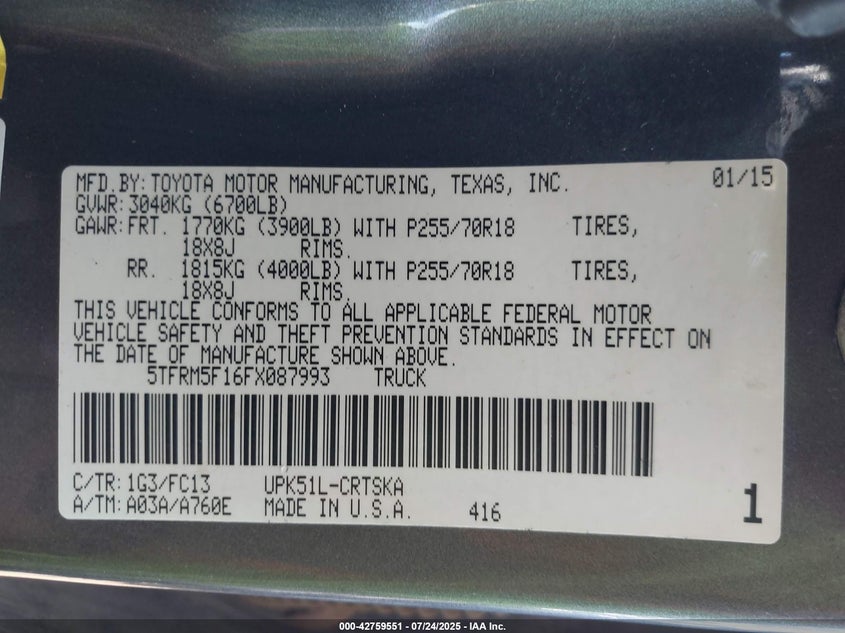 MFD.BY: TOYOTA MOTOR MANUFACTURING, TEXAS, INC. 01/15
GVWR: 3040KG (6700LB)
GAWR: FRT. 1770KG (3900LB) WITH P255/70R18 TIRES,
18X8J RIMS.
RR. 1815KG (4000LB) WITH P255/70R18 TIRES,
18X8J RIMS.
THIS VEHICLE CONFORMS TO ALL APPLICABLE FEDERAL MOTOR
VEHICLE SAFETY AND THEFT PREVENTION STANDARDS IN EFFECT ON
THE DATE OF MANUFACTURE SHOWN ABOVE.
5TFRM5F16FX087993 TRUCK
C/TR: 1G3/FC13 UPK51L-CRTSKA
A/TM: A03A/A760E MADE IN U.S.A. 416 1
000-42759551 - 07/24/2025 - IAA Inc.